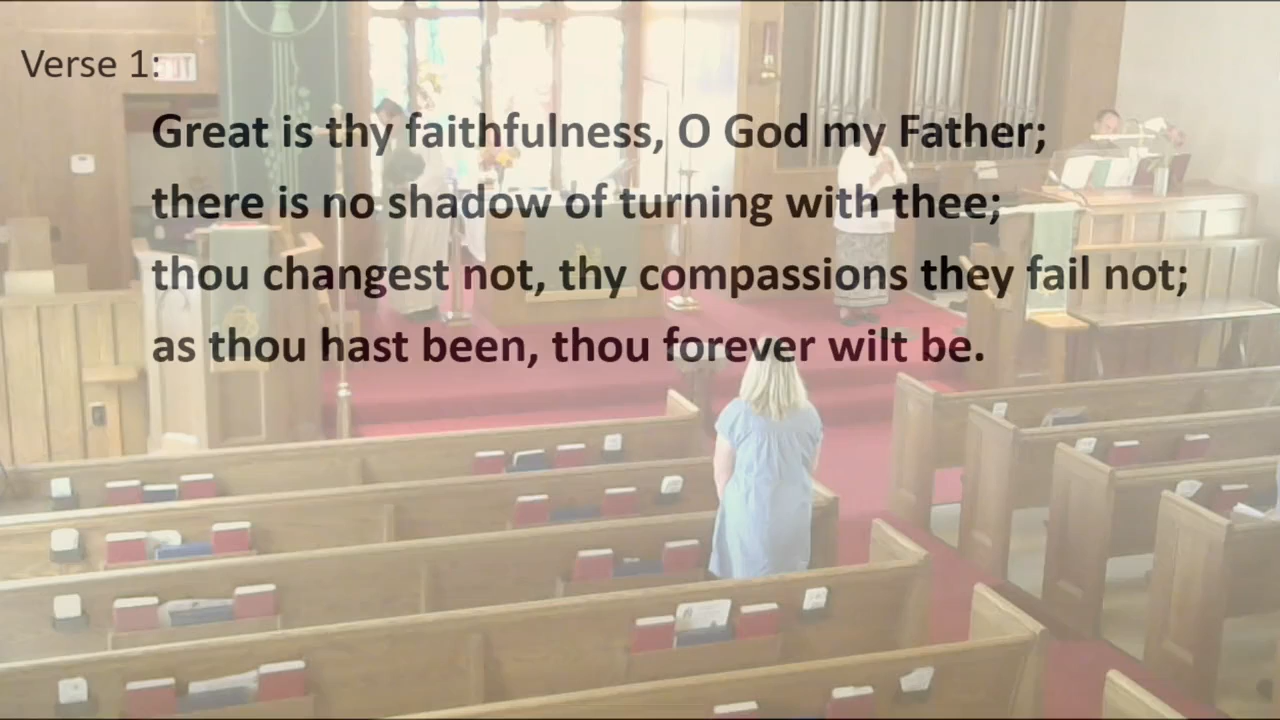 Verse 1:
Great is thy faithfulness, O God my Father;
there is no shadow of turning with thee;
thou changest not, thy compassions they fail not;
as thou hast been, thou forever wilt be.